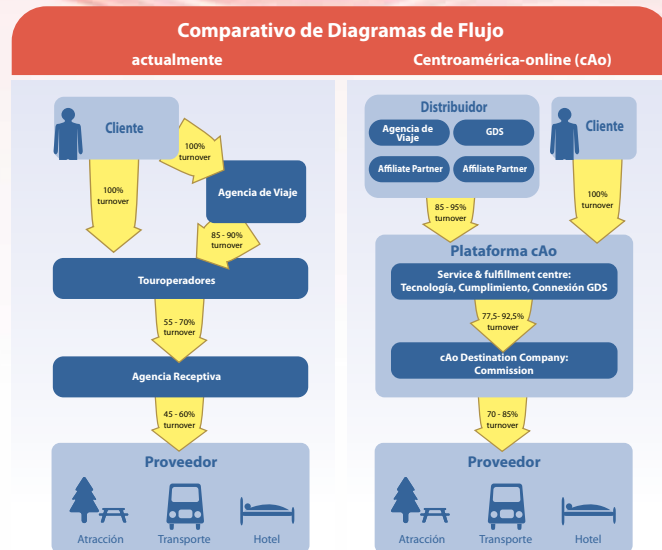 Comparativo de Diagramas de Flujo
actualmente
Centroamérica-online (cAo)
Cliente
100%
turnover
100%
turnover
Agencia de Viaje
85 - 90%
turnover
Touroperadores
55 - 70%
turnover
Agencia Receptiva
45 - 60%
turnover
Proveedor
Atracción
Transporte
Hotel
Distribuidor
Agencia de
Viaje
GDS
Affiliate Partner
Affiliate Partner
Cliente
85 - 95%
turnover
100%
turnover
Plataforma cAo
Service & fulfillment centre:
Tecnología, Cumplimiento, Connexión GDS
77,5- 92,5%
turnover
cAo Destination Company:
Commission
70 - 85%
turnover
Proveedor
Atracción
Transporte
Hotel